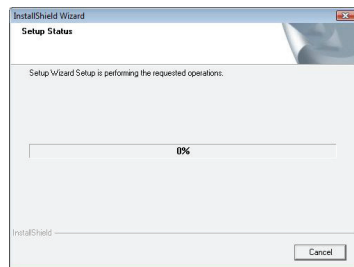 InstallShield Wizard
Setup Status
Setup Wizard Setup is performing the requested operations.
0%
InstallShield
Cancel